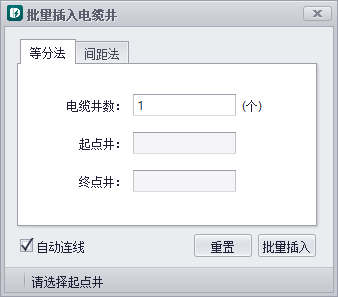 批量插入电缆井
等分法 间距法
电缆井数： 1 (个)
起点井：
终点井：
自动连线 重置 批量插入
请选择起点井